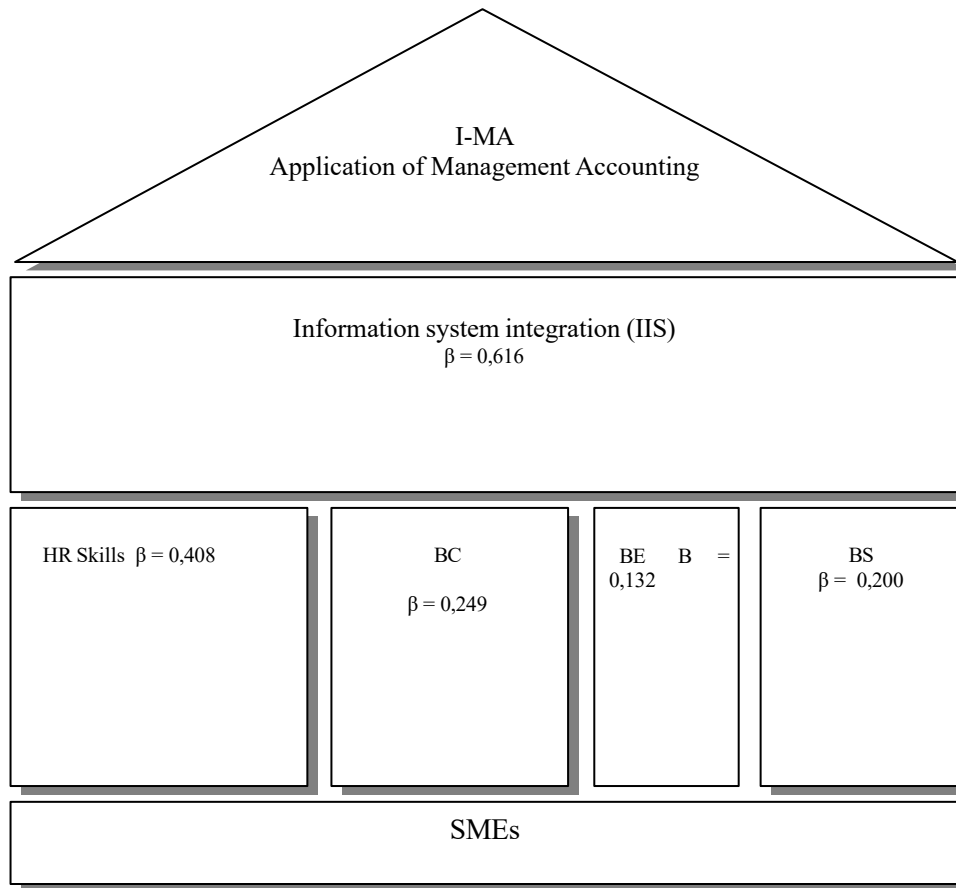 I-MA
Application of Management Accounting
Information system integration (IIS)
β = 0,616
HR Skills β = 0,408
BC
β = 0,249
BE B =
0,132
BS
β = 0,200
SMEs